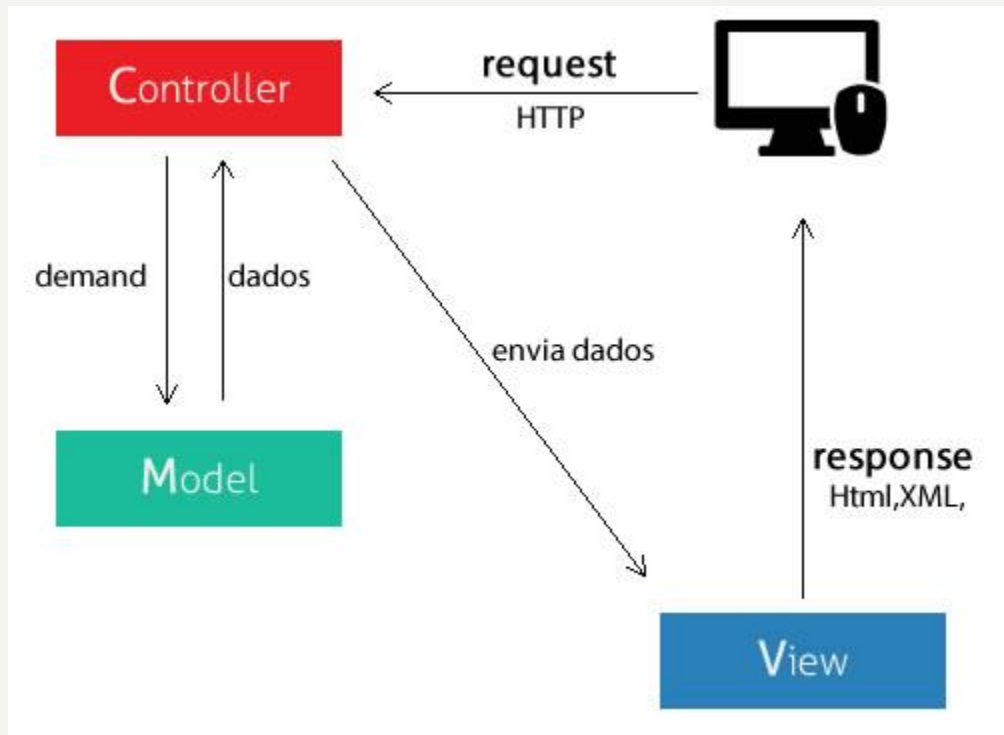 Controller
request
HTTP
demand
dados
envia dados
Model
response
Html,XML,
View